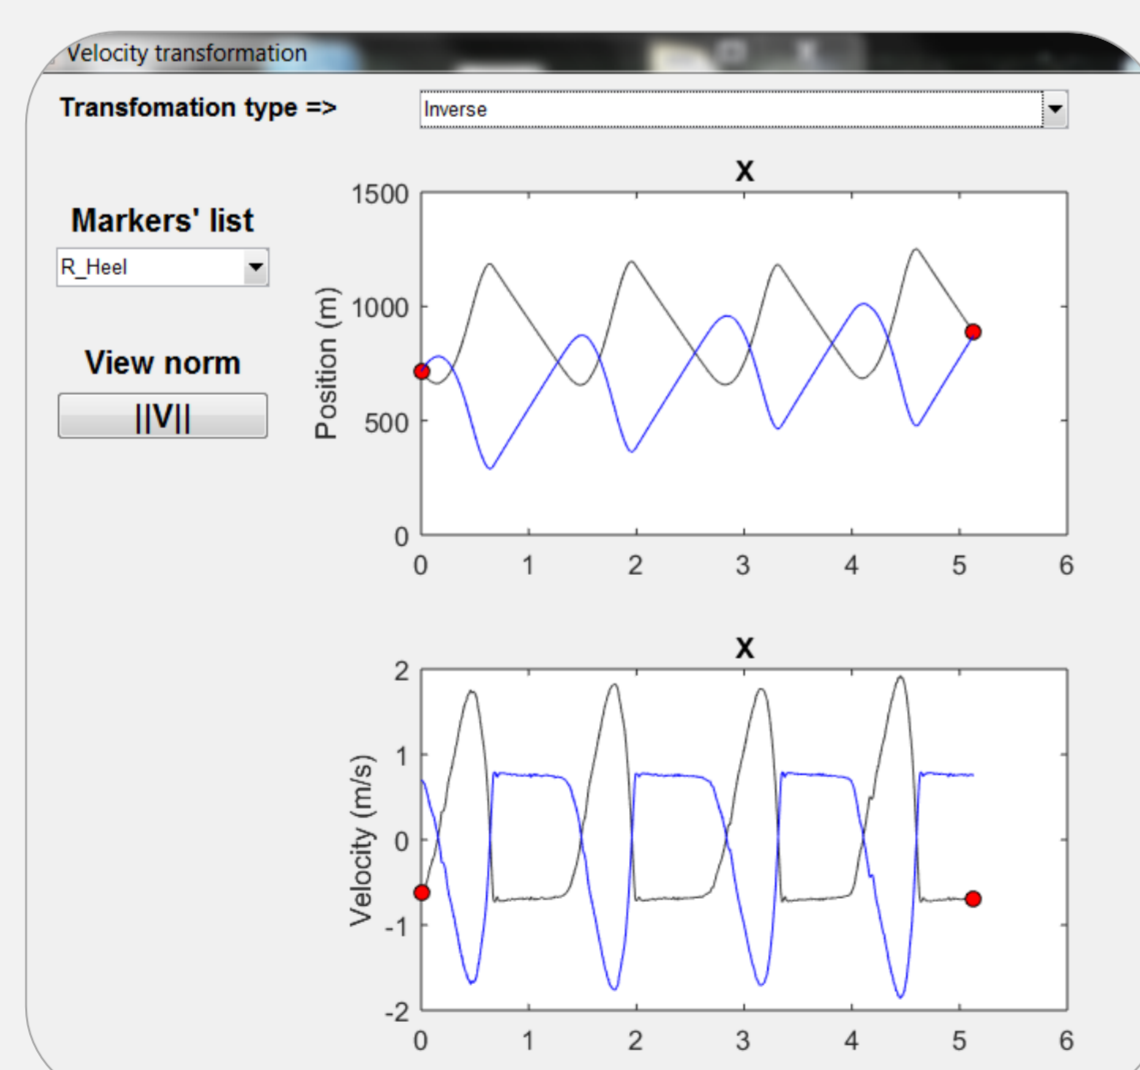 Velocity transformation
Transfomation type =>
Inverse
Markers' list
R_Heel
View norm
||V||
X
Position (m)
1500
1000
500
0
0 1 2 3 4 5 6
X
Velocity (m/s)
2
1
0
-1
-2
0 1 2 3 4 5 6